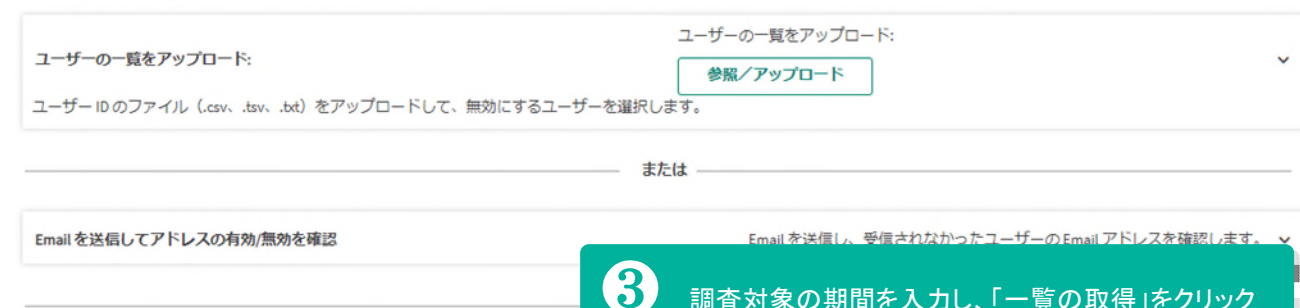 ユーザーの一覧をアップロード:
ユーザーの一覧をアップロード:
参照／アップロード
ユーザー ID のファイル（.csv、.tsv、.txt）をアップロードして、無効にするユーザーを選択します。
または
Email を送信してアドレスの有効/無効を確認
Email を送信し、受信されなかったユーザーの Email アドレスを確認します。
3 調査対象の期間を入力し、「一覧の取得」をクリック